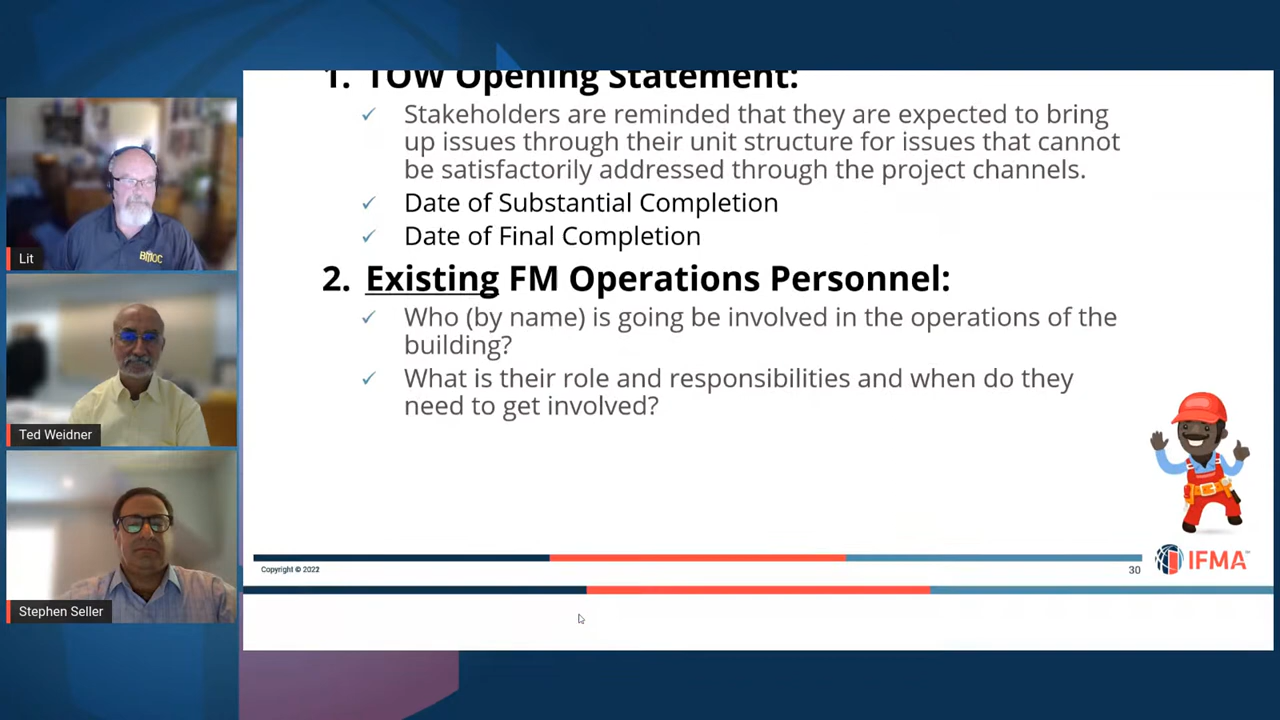 1. TOW Opening Statement:
✓ Stakeholders are reminded that they are expected to bring
up issues through their unit structure for issues that cannot
be satisfactorily addressed through the project channels.
✓ Date of Substantial Completion
✓ Date of Final Completion
2. Existing FM Operations Personnel:
✓ Who (by name) is going be involved in the operations of the
building?
✓ What is their role and responsibilities and when do they
need to get involved?
Copyright © 2022
30
IFMA™
BMOC
Lit
Ted Weidner
Stephen Seller